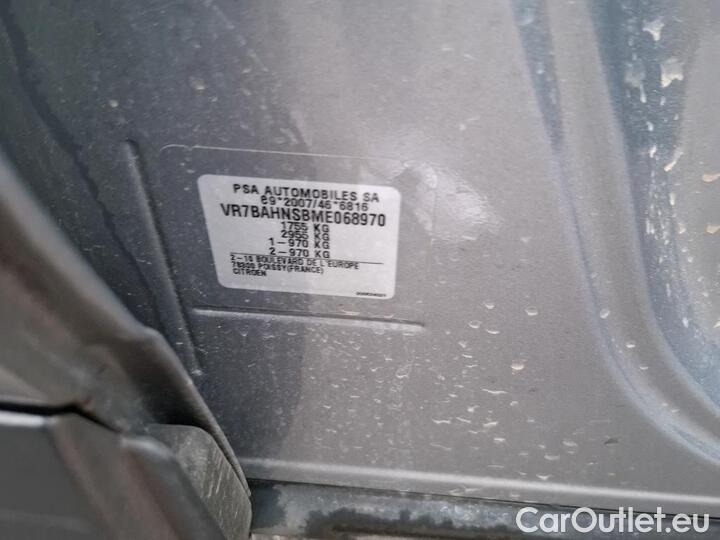 PSA AUTOMOBILES SA
e9*2007/46*6816
VR7BAHNSBME068970
1755 KG
2955 KG
1-970 KG
2-970 KG
2-10 BOULEVARD DE L'EUROPE
78300 POISSY(FRANCE)
CITROEN
CarOutlet.eu